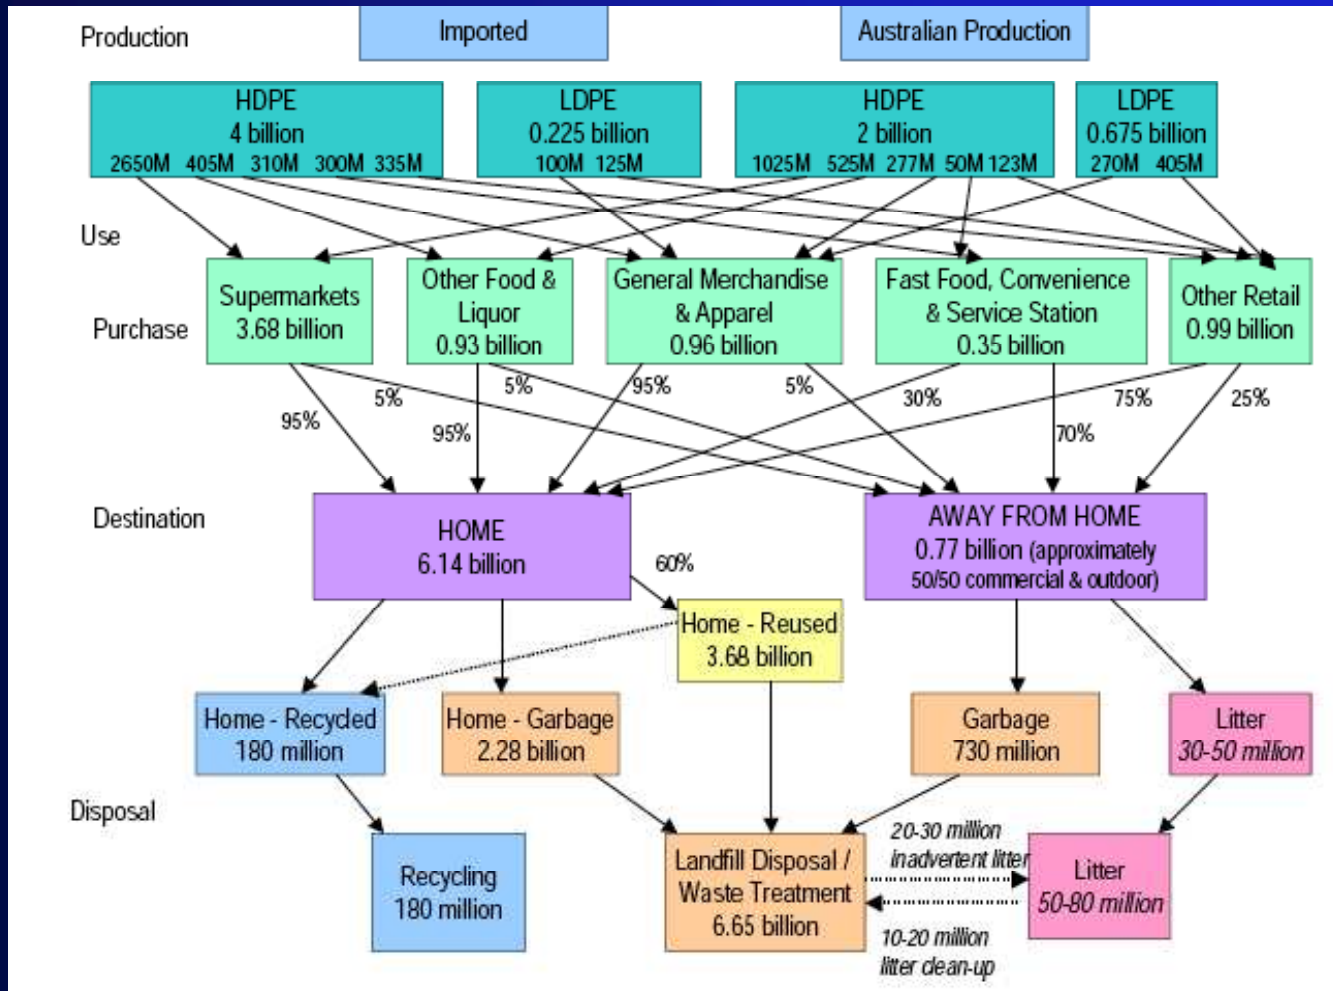 Production
Imported
Australian Production
HDPE
4 billion
2650M 405M 310M 300M 335M
LDPE
0.225 billion
100M 125M
HDPE
2 billion
1025M 525M 277M 50M 123M
LDPE
0.675 billion
270M 405M
Use
Purchase
Supermarkets
3.68 billion
Other Food &
Liquor
0.93 billion
General Merchandise
& Apparel
0.96 billion
Fast Food, Convenience
& Service Station
0.35 billion
Other Retail
0.99 billion
95%
5%
95%
5%
95%
5%
30%
70%
75%
25%
Destination
HOME
6.14 billion
60%
AWAY FROM HOME
0.77 billion (approximately
50/50 commercial & outdoor)
Home - Reused
3.68 billion
Home - Recycled
180 million
Home - Garbage
2.28 billion
Garbage
730 million
Litter
30-50 million
Disposal
Recycling
180 million
Landfill Disposal /
Waste Treatment
6.65 billion
20-30 million
inadvertent litter
10-20 million
litter clean-up
Litter
50-80 million